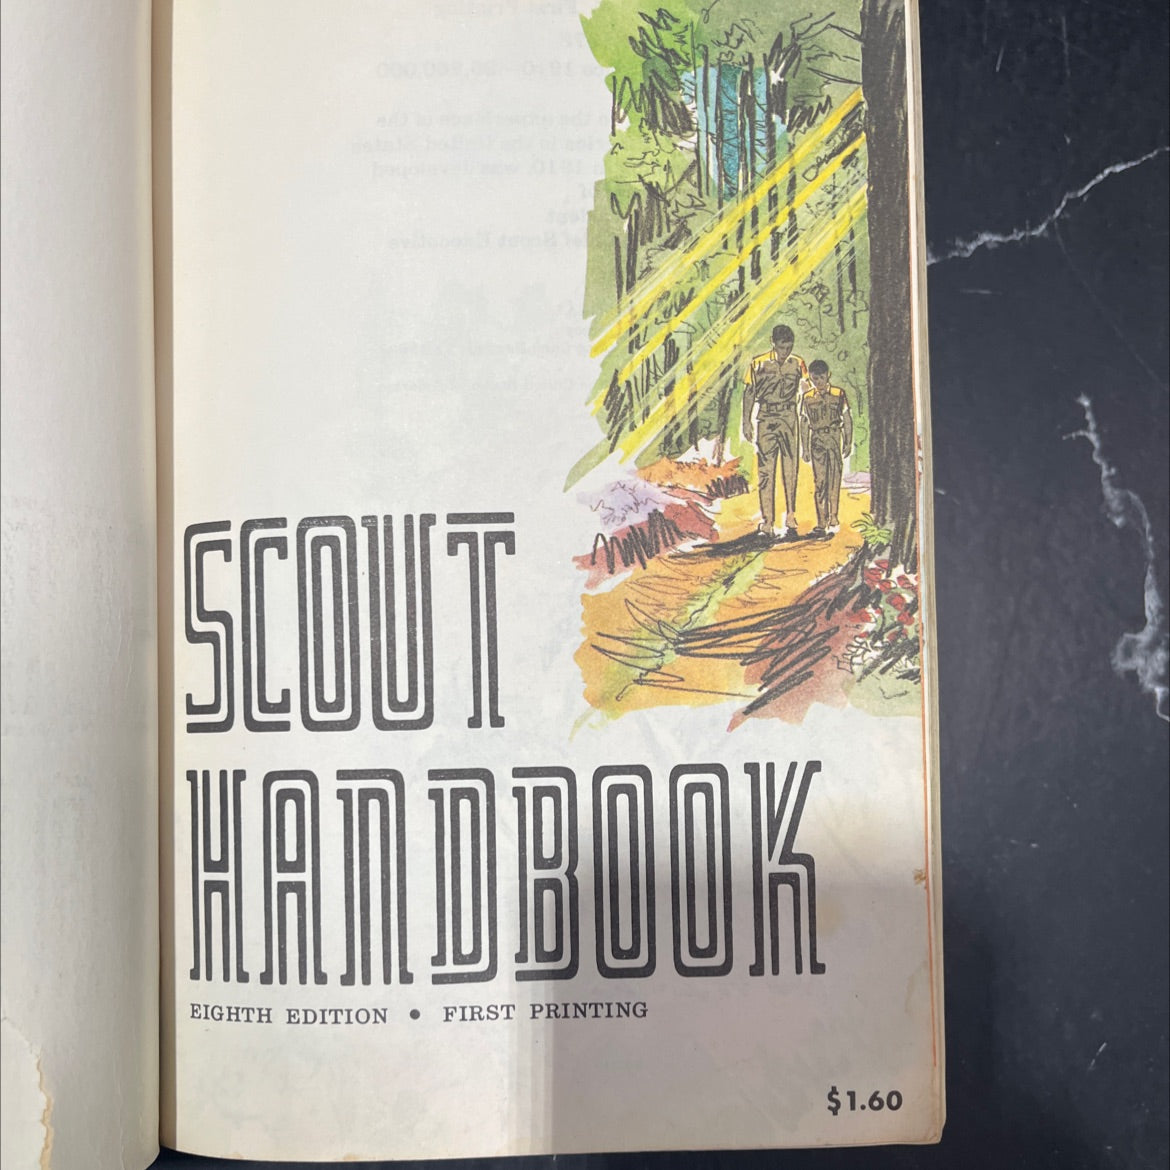 SCOUT
HANDBOOK
EIGHTH EDITION • FIRST PRINTING
$1.60